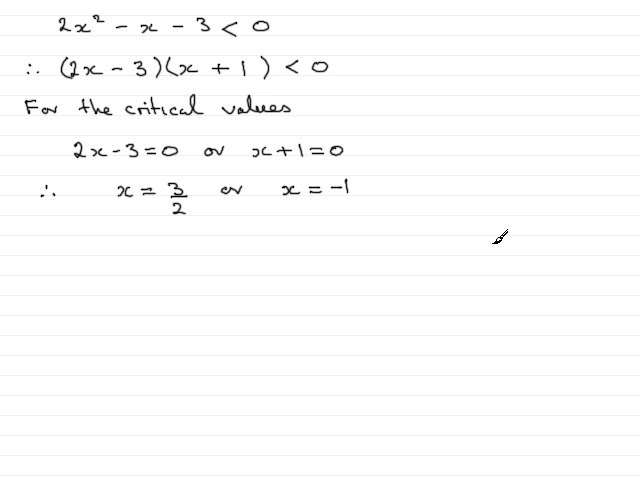 2x² - x - 3 < 0
∴ (2x - 3)(x + 1) < 0
For the critical values
2x - 3 = 0 or x + 1 = 0
∴ x = 3/2 or x = -1